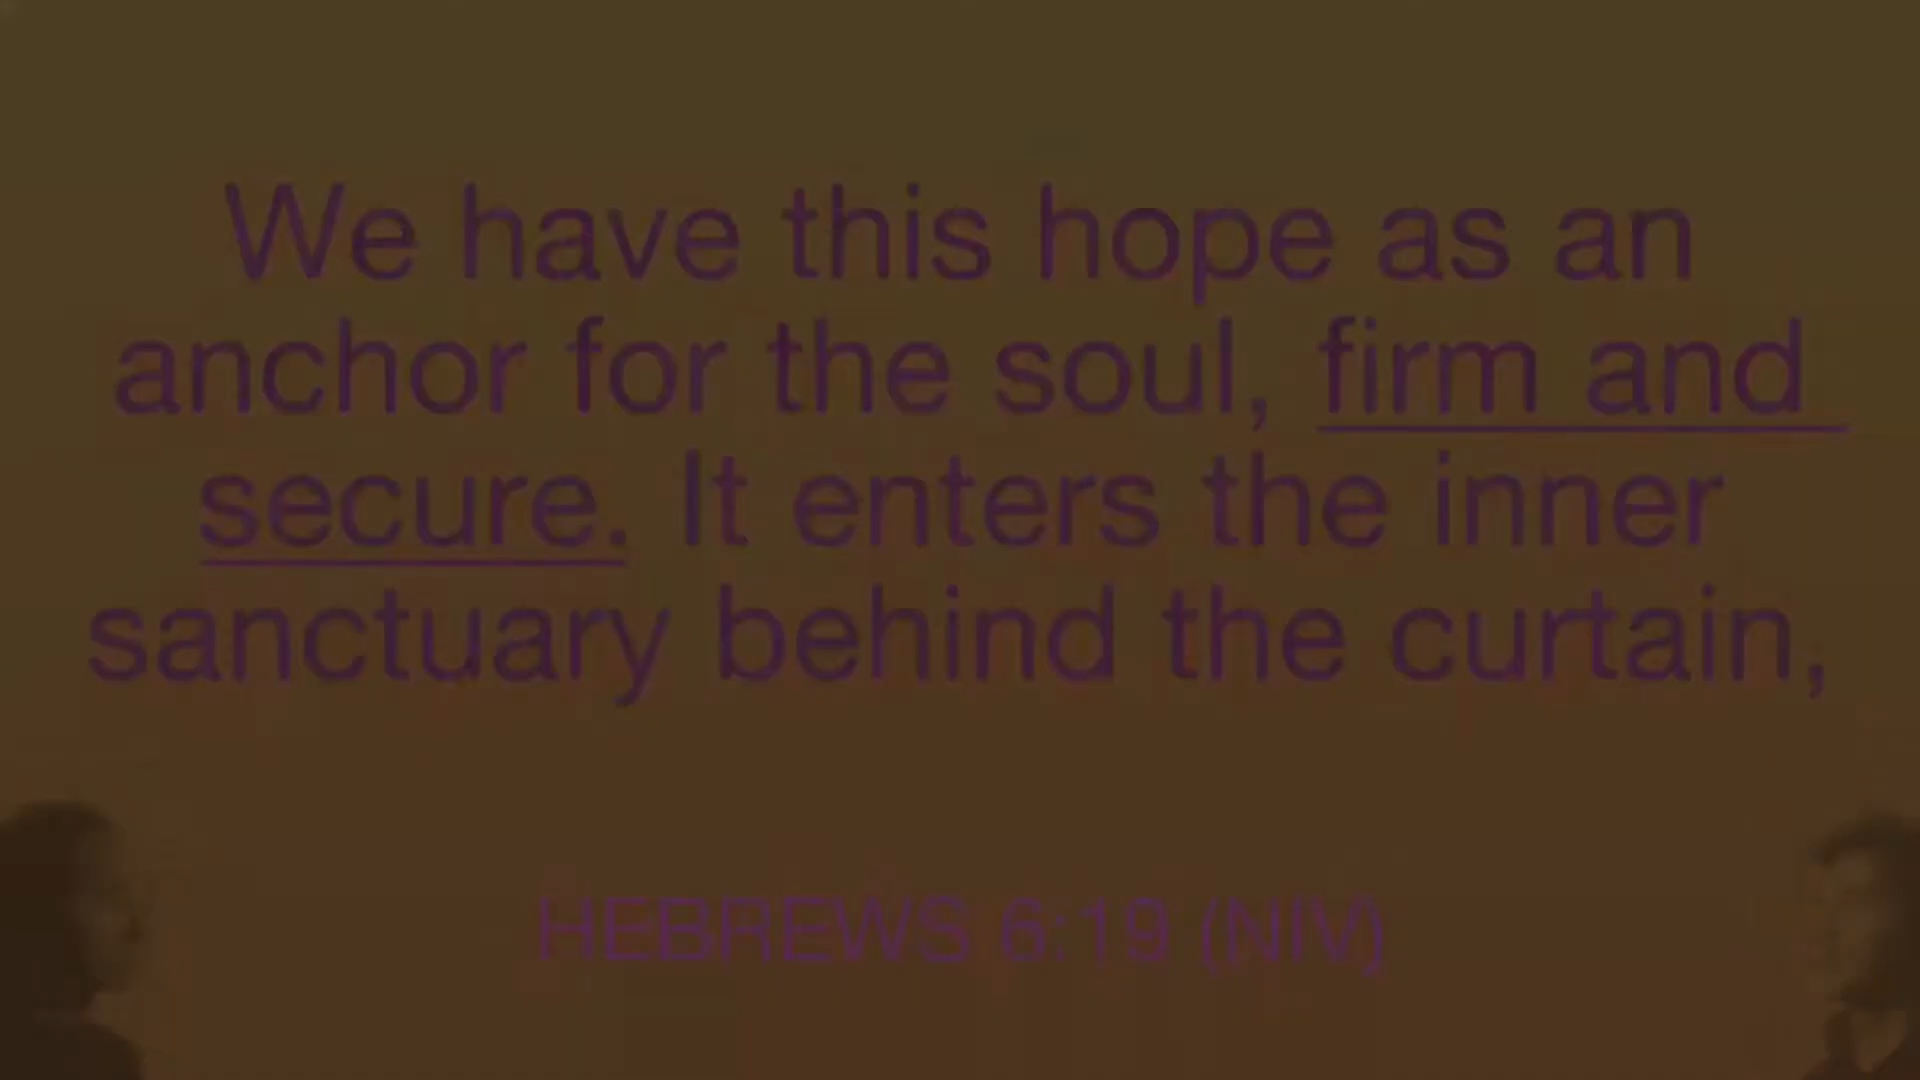 We have this hope as an
anchor for the soul, firm and
secure. It enters the inner
sanctuary behind the curtain,
HEBREWS 6:19 (NIV)